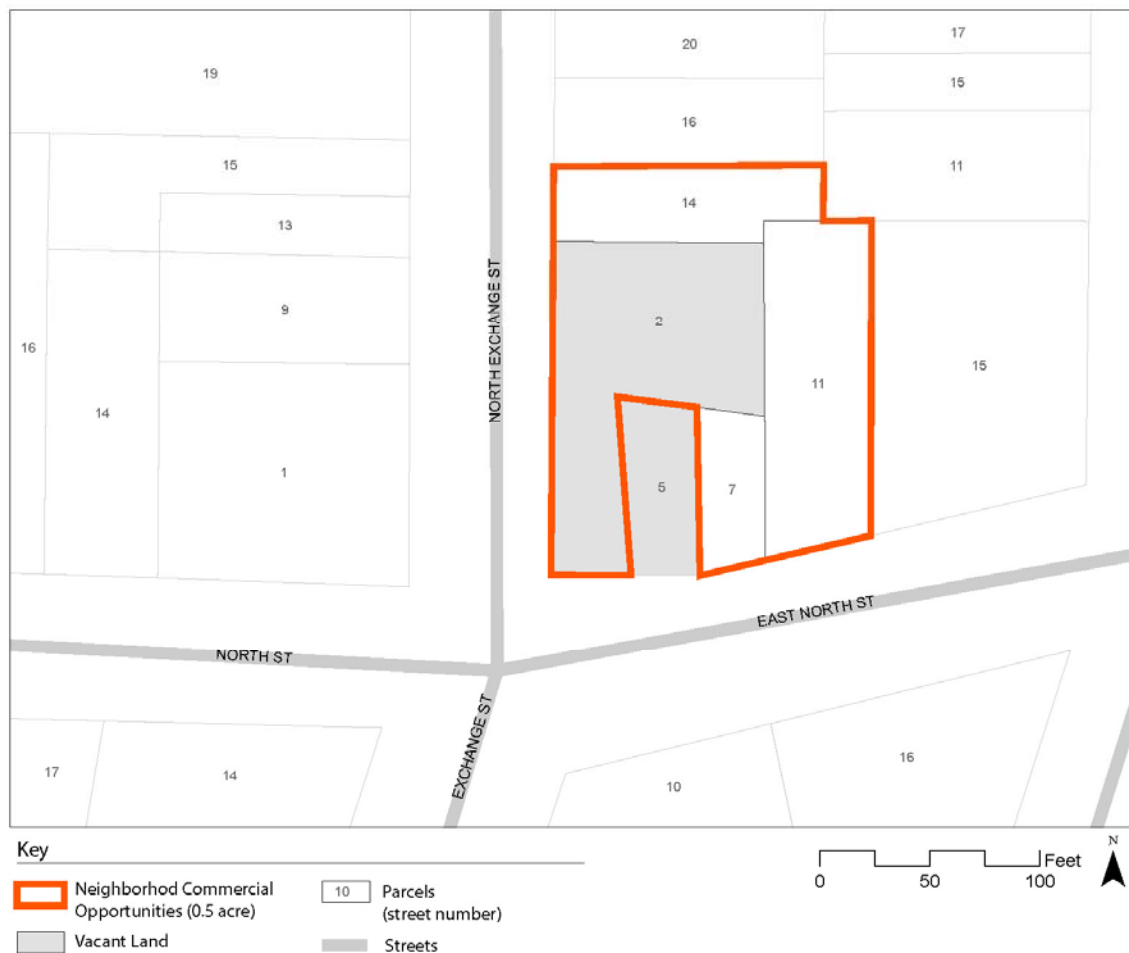 20
17
19
15
16
15
11
14
13
NORTH EXCHANGE ST
9
2
16
11
15
14
1
5
7
EAST NORTH ST
NORTH ST
EXCHANGE ST
16
17
14
10
Key
Neighborhod Commercial
Opportunities (0.5 acre)
10
Parcels
(street number)
Vacant Land
Streets
Feet
0
50
100
N